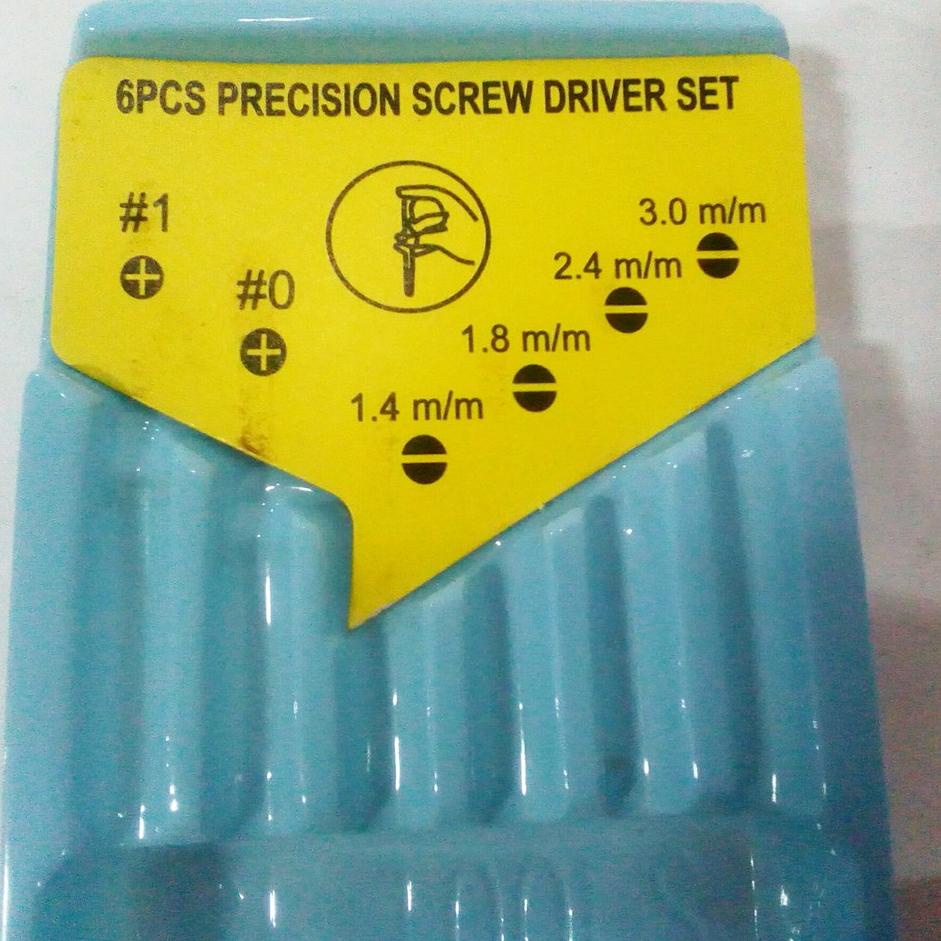 6PCS PRECISION SCREW DRIVER SET
#1
#0
3.0 m/m
2.4 m/m
1.8 m/m
1.4 m/m